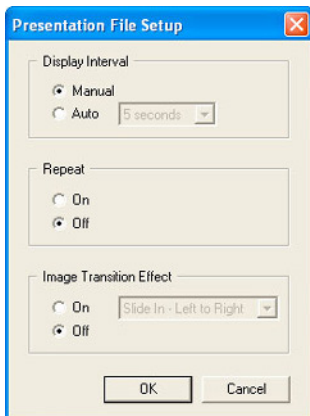 Presentation File Setup
Display Interval
Manual
Auto 5 seconds
Repeat
On
Off
Image Transition Effect
On Slide In - Left to Right
Off
OK Cancel